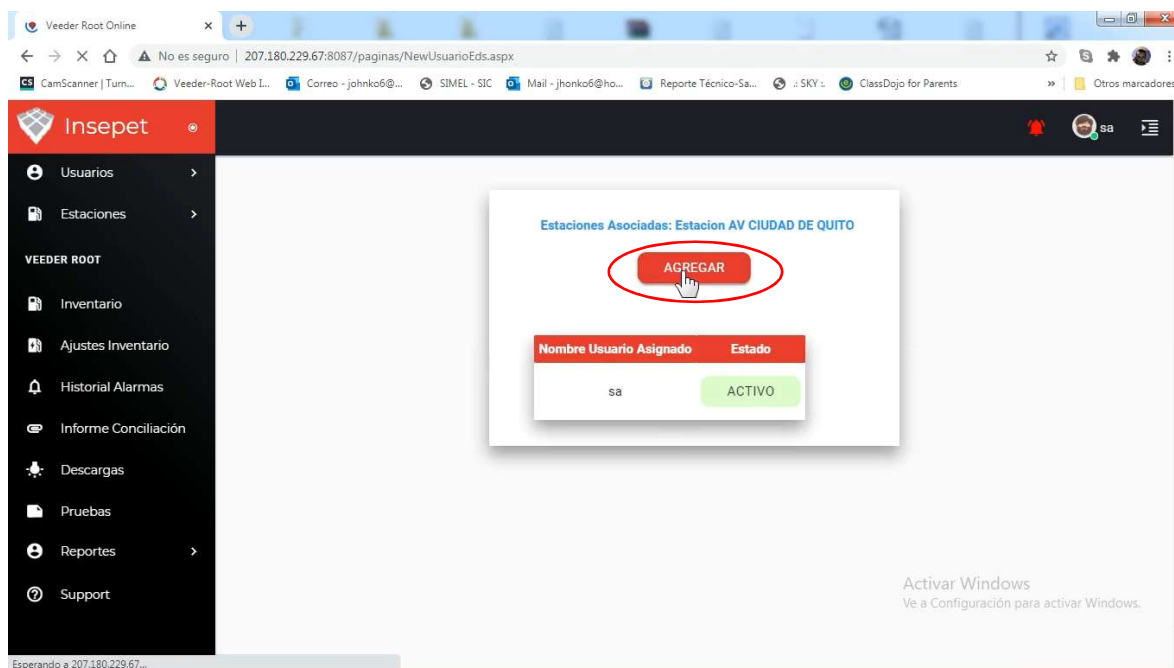 Veeder Root Online
No es seguro | 207.180.229.67:8087/paginas/NewUsuarioEds.aspx
CS CamScanner | Turn... Veeder-Root Web I... Correo - johnko6@... SIMEL - SIC Mail - jhonko6@ho... Reporte Técnico-Sa... .: SKY :. ClassDojo for Parents » Otros marcadores
Insepet
sa
Usuarios
Estaciones
VEEDER ROOT
Inventario
Ajustes Inventario
Historial Alarmas
Informe Conciliación
Descargas
Pruebas
Reportes
Support
Estaciones Asociadas: Estacion AV CIUDAD DE QUITO
AGREGAR
Nombre Usuario Asignado Estado
sa ACTIVO
Activar Windows
Ve a Configuración para activar Windows.
Esperando a 207.180.229.67...